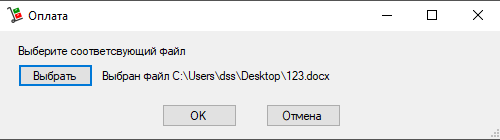 Оплата
Выберите соответсвующий файл
Выбрать Выбран файл C:\Users\dss\Desktop\123.docx
OK Отмена